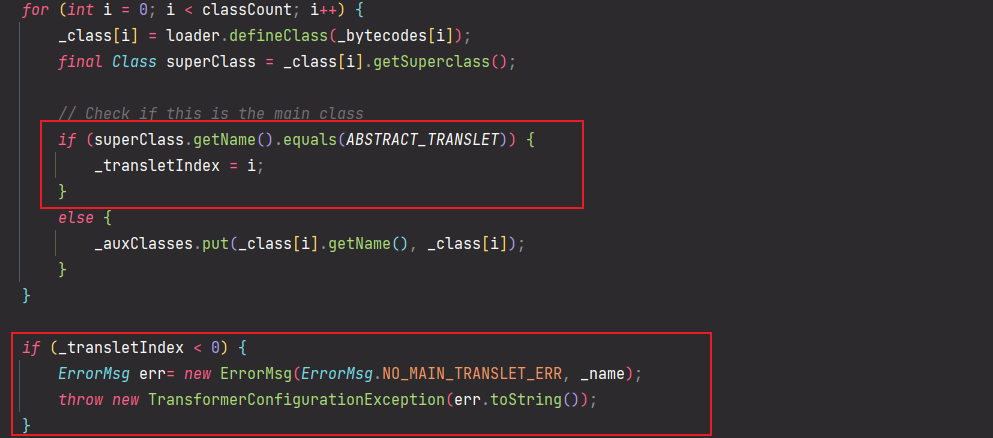 for (int i = 0; i < classCount; i++) {
_class[i] = loader.defineClass(_bytecodes[i]);
final Class superClass = _class[i].getSuperclass();
// Check if this is the main class
if (superClass.getName().equals(ABSTRACT_TRANSLET)) {
_transletIndex = i;
}
else {
_auxClasses.put(_class[i].getName(), _class[i]);
}
}
if (_transletIndex < 0) {
ErrorMsg err= new ErrorMsg(ErrorMsg.NO_MAIN_TRANSLET_ERR, _name);
throw new TransformerConfigurationException(err.toString());
}